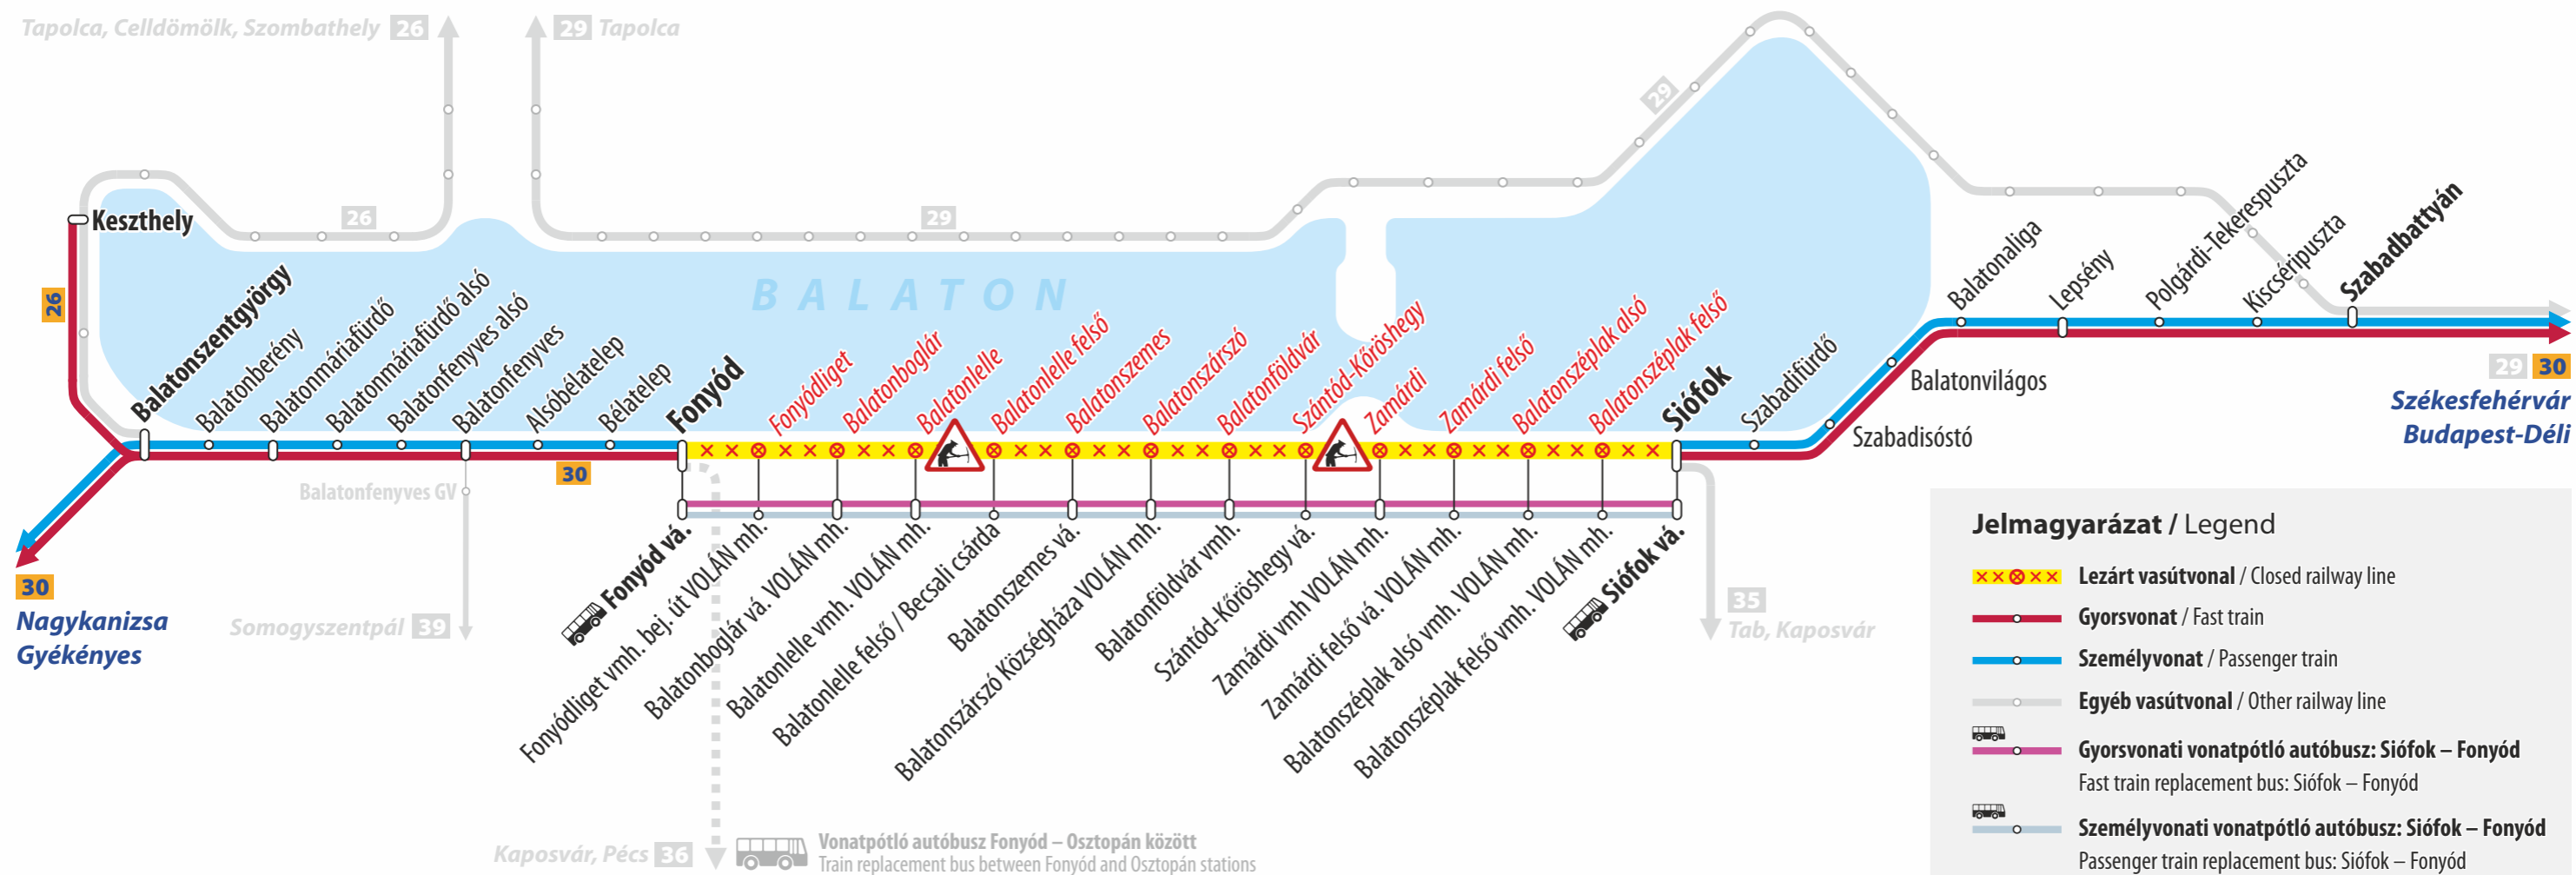 Tapolca, Celldömölk, Szombathely 26
29 Tapolca
29
26
29
Keszthely
26
BALATON
Balatonszentgyörgy
Balatonberény
Balatonmáriafürdő
Balatonmáriafürdő alsó
Balatonfenyves alsó
Balatonfenyves
Alsóbélatelep
Bélatelep
Fonyód
Fonyódliget
Balatonboglár
Balatonlelle
Balatonlelle felső
Balatonszemes
Balatonszárszó
Balatonföldvár
Szántód-Kőröshegy
Zamárdi
Zamárdi felső
Balatonszéplak alsó
Balatonszéplak felső
Siófok
Szabadifürdő
Szabadisóstó
Balatonvilágos
Balatonaliga
Lepsény
Polgárdi-Tekerespuszta
Kiscséripuszta
Szabadbattyán
29 30
Székesfehérvár
Budapest-Déli
30
Balatonfenyves GV
30
Nagykanizsa
Gyékényes
Somogyszentpál 39
Fonyód vá.
Fonyódliget vmh. bej. út VOLÁN mh.
Balatonboglár vá. VOLÁN mh.
Balatonlelle vmh. VOLÁN mh.
Balatonlelle felső / Becsali csárda
Balatonszemes vá.
Balatonszárszó Községháza VOLÁN mh.
Balatonföldvár vmh.
Szántód-Kőröshegy vá.
Zamárdi vmh VOLÁN mh.
Zamárdi felső vá. VOLÁN mh.
Balatonszéplak alsó vmh. VOLÁN mh.
Balatonszéplak felső vmh. VOLÁN mh.
Siófok vá.
35
Tab, Kaposvár
Kaposvár, Pécs 36
Vonatpótló autóbusz Fonyód – Osztopán között
Train replacement bus between Fonyód and Osztopán stations
Jelmagyarázat / Legend
Lezárt vasútvonal / Closed railway line
Gyorsvonat / Fast train
Személyvonat / Passenger train
Egyéb vasútvonal / Other railway line
Gyorsvonati vonatpótló autóbusz: Siófok – Fonyód
Fast train replacement bus: Siófok – Fonyód
Személyvonati vonatpótló autóbusz: Siófok – Fonyód
Passenger train replacement bus: Siófok – Fonyód